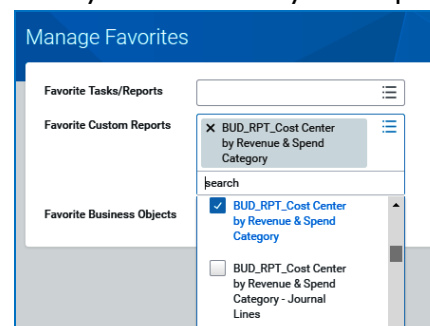 Manage Favorites
Favorite Tasks/Reports
Favorite Custom Reports
× BUD_RPT_Cost Center
by Revenue & Spend
Category
search
Favorite Business Objects
BUD_RPT_Cost Center
by Revenue & Spend
Category
BUD_RPT_Cost Center
by Revenue & Spend
Category - Journal
Lines